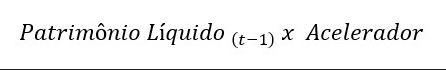 Patrimônio Líquido (t−1) x Acelerador